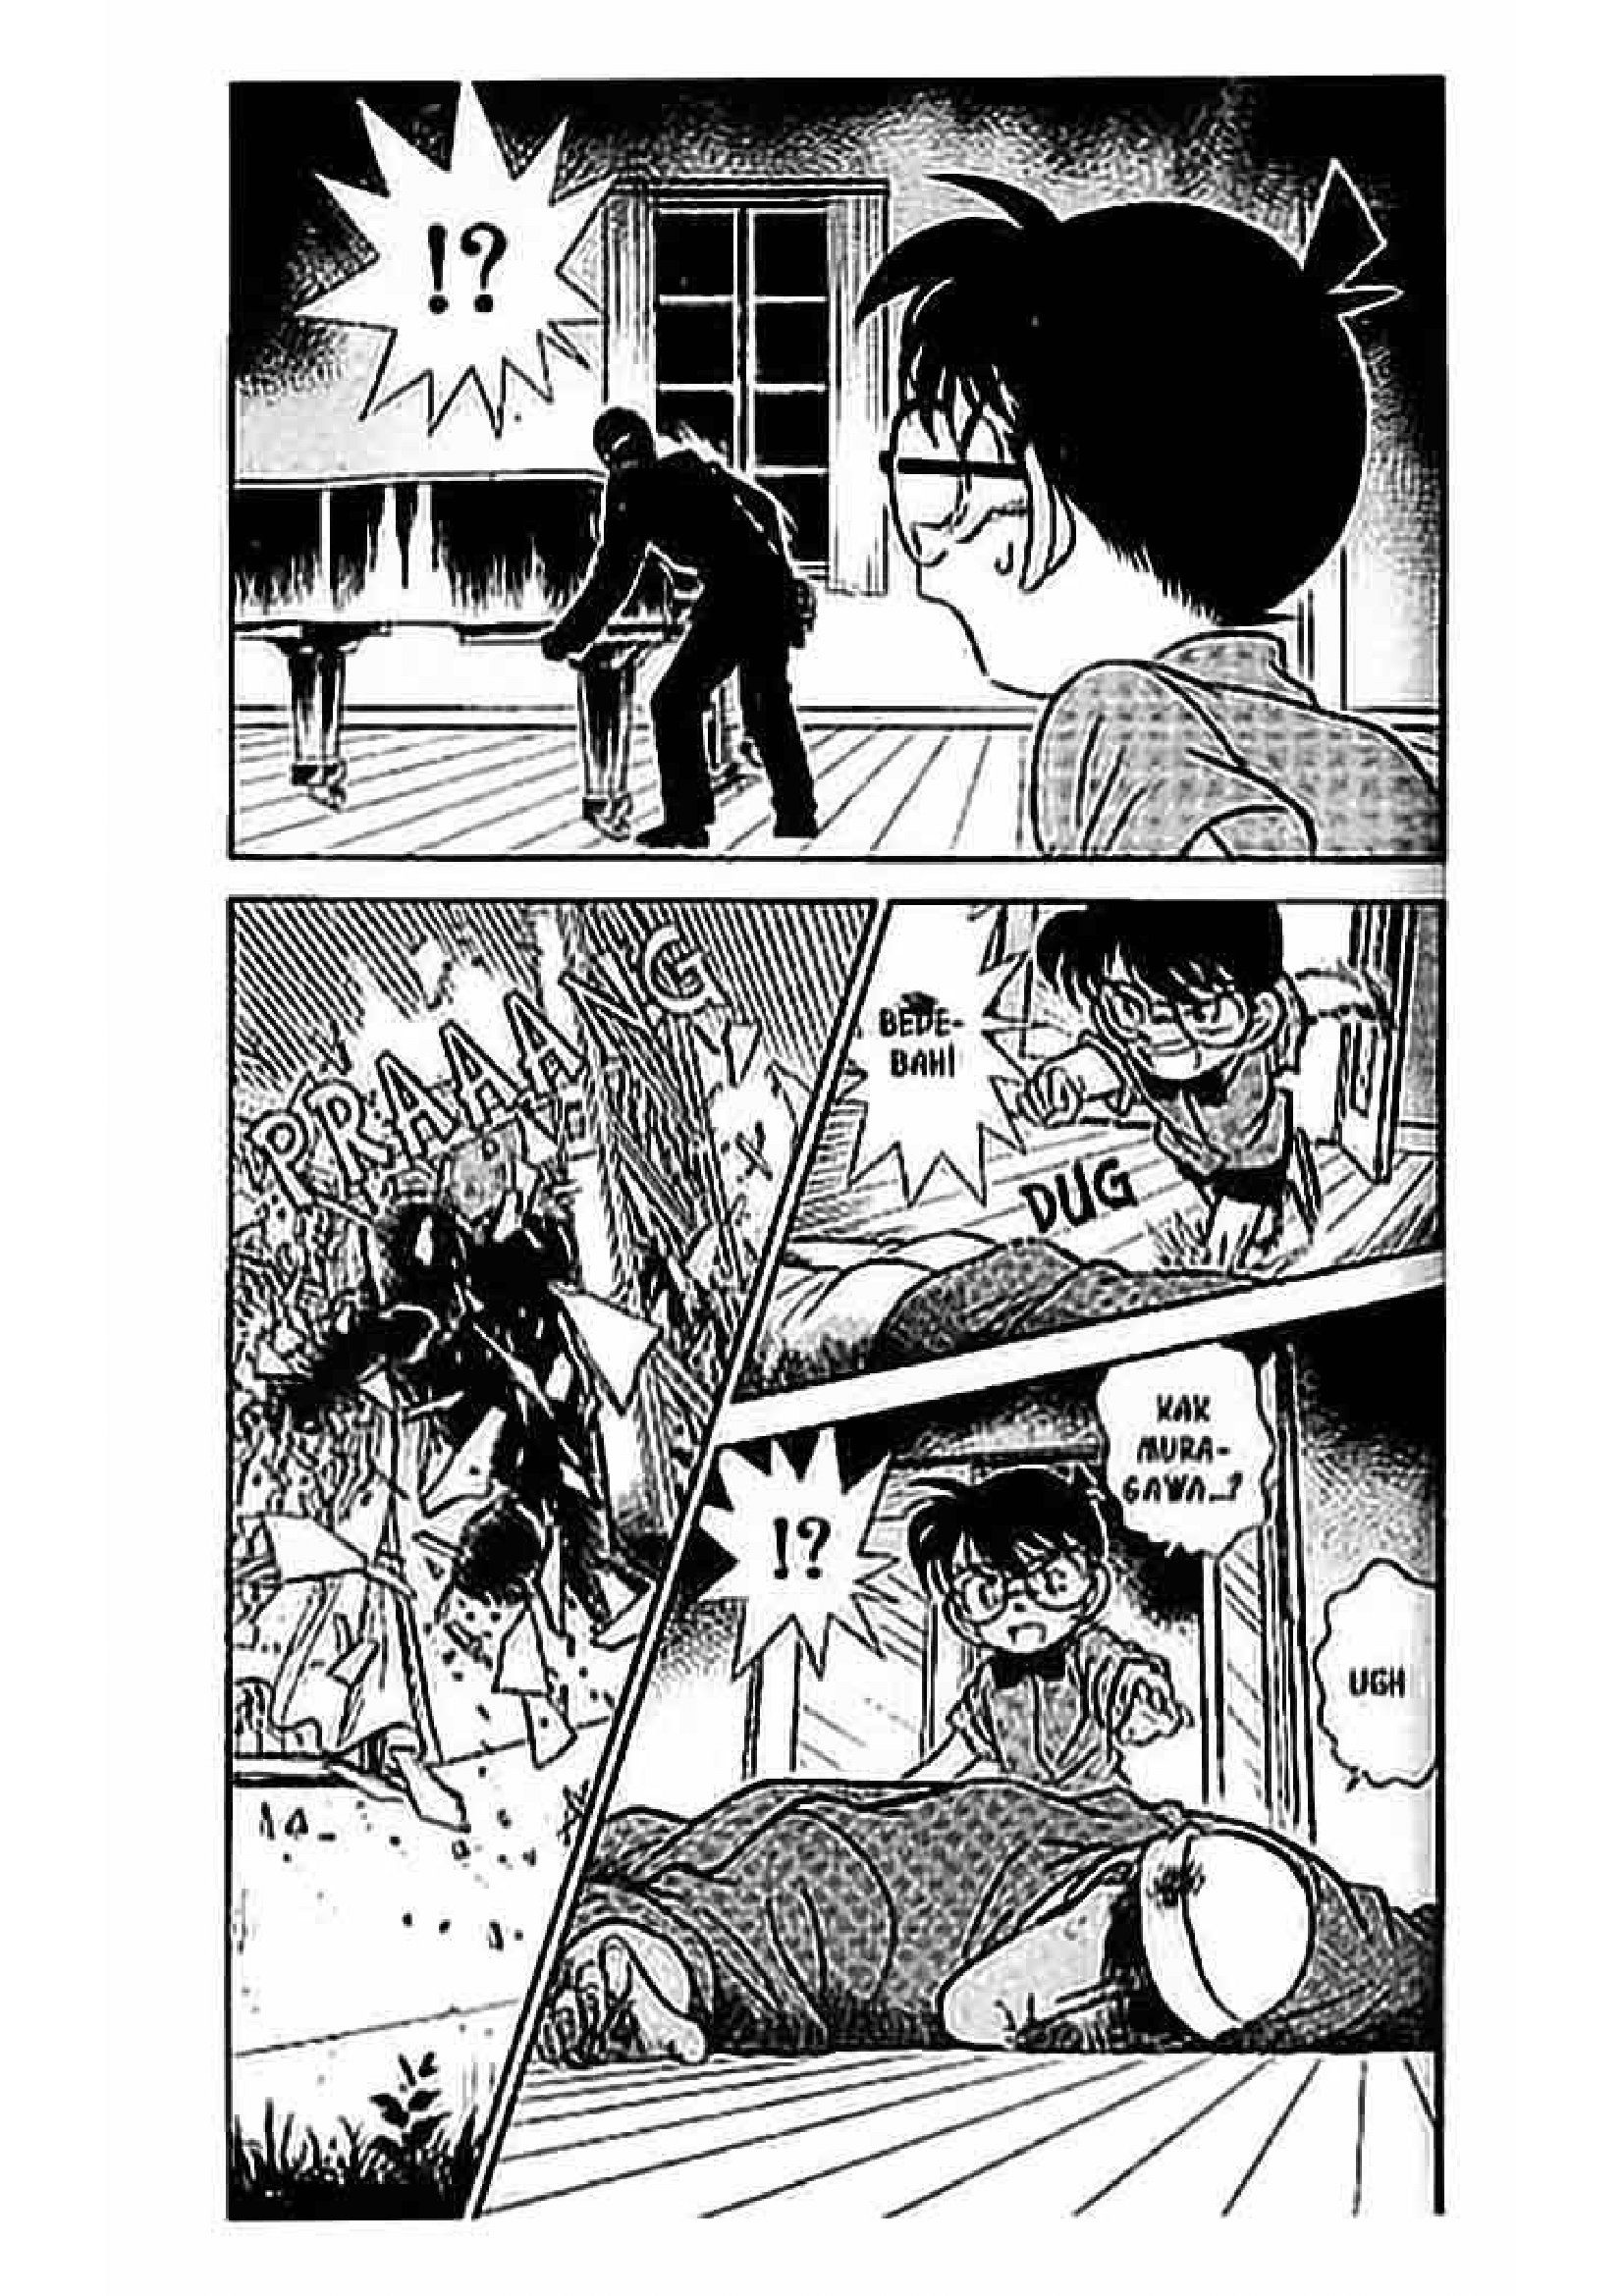 !?
BEDE-
BAH!
DUG
PRAAANG
KAK
MURA-
GAWA...?
!?
UGH